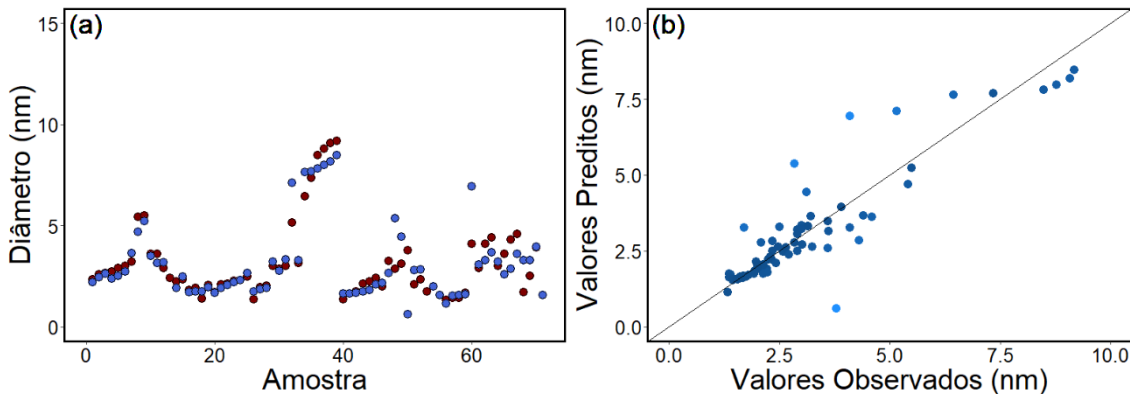 (a)
Diâmetro (nm)
15
10
5
0
0 20 40 60
Amostra
(b)
Valores Preditos (nm)
10.0
7.5
5.0
2.5
0.0
0.0 2.5 5.0 7.5 10.0
Valores Observados (nm)